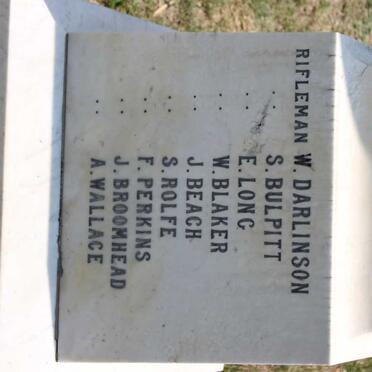 RIFLEMAN W. DARLINSON
: : S. BULPITT
: : E. LONG
: : W. BLAKER
: : J. BEACH
: : S. ROLFE
: : F. PERKINS
: : J. BROOMHEAD
: : A. WALLACE